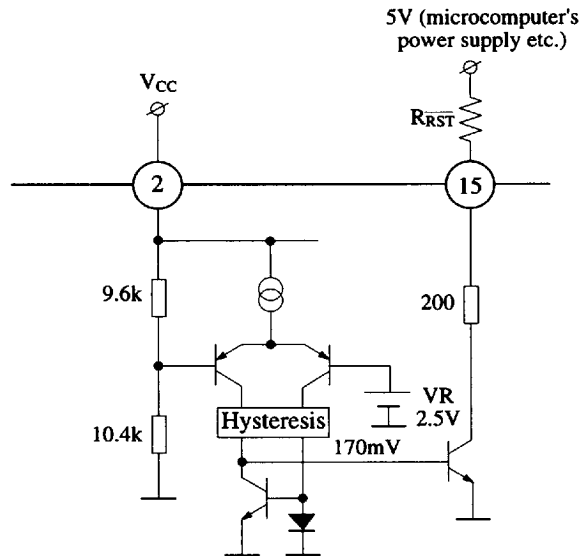 5V (microcomputer's
power supply etc.)
VCC
RRST
2
15
9.6k
200
Hysteresis
VR
2.5V
10.4k
170mV